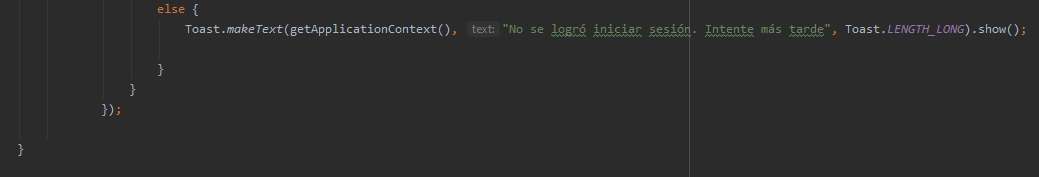 else {
Toast.makeText(getApplicationContext(), text: "No se logró iniciar sesión. Intente más tarde", Toast.LENGTH_LONG).show();
}
}
});
}